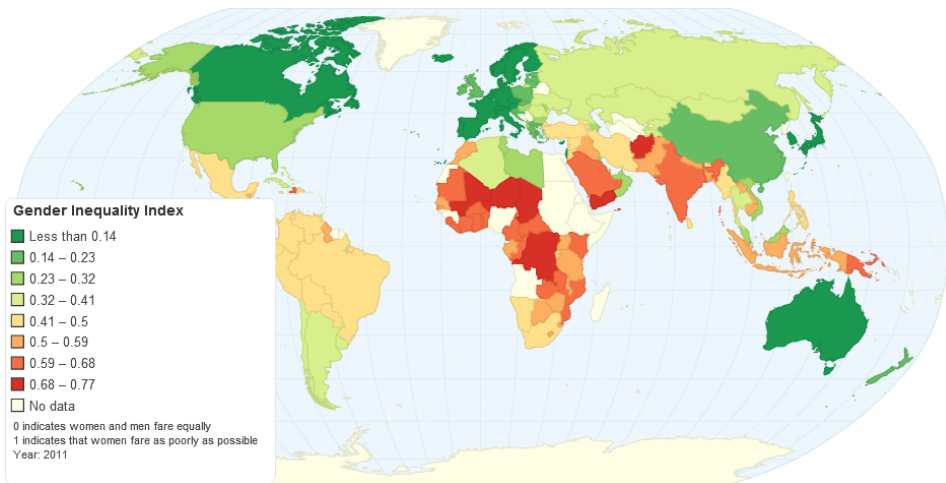 Gender Inequality Index
Less than 0.14
0.14 – 0.23
0.23 – 0.32
0.32 – 0.41
0.41 – 0.5
0.5 – 0.59
0.59 – 0.68
0.68 – 0.77
No data
0 indicates women and men fare equally
1 indicates that women fare as poorly as possible
Year: 2011